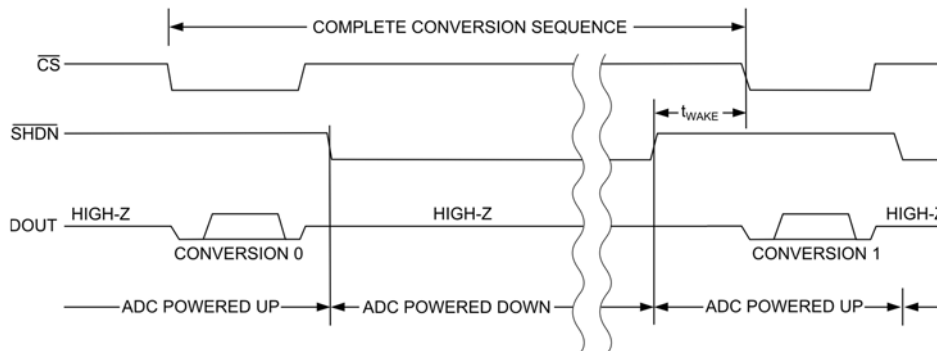 COMPLETE CONVERSION SEQUENCE
CS
tWAKE
SHDN
HIGH-Z HIGH-Z HIGH-Z
DOUT
CONVERSION 0 CONVERSION 1
ADC POWERED UP ADC POWERED DOWN ADC POWERED UP